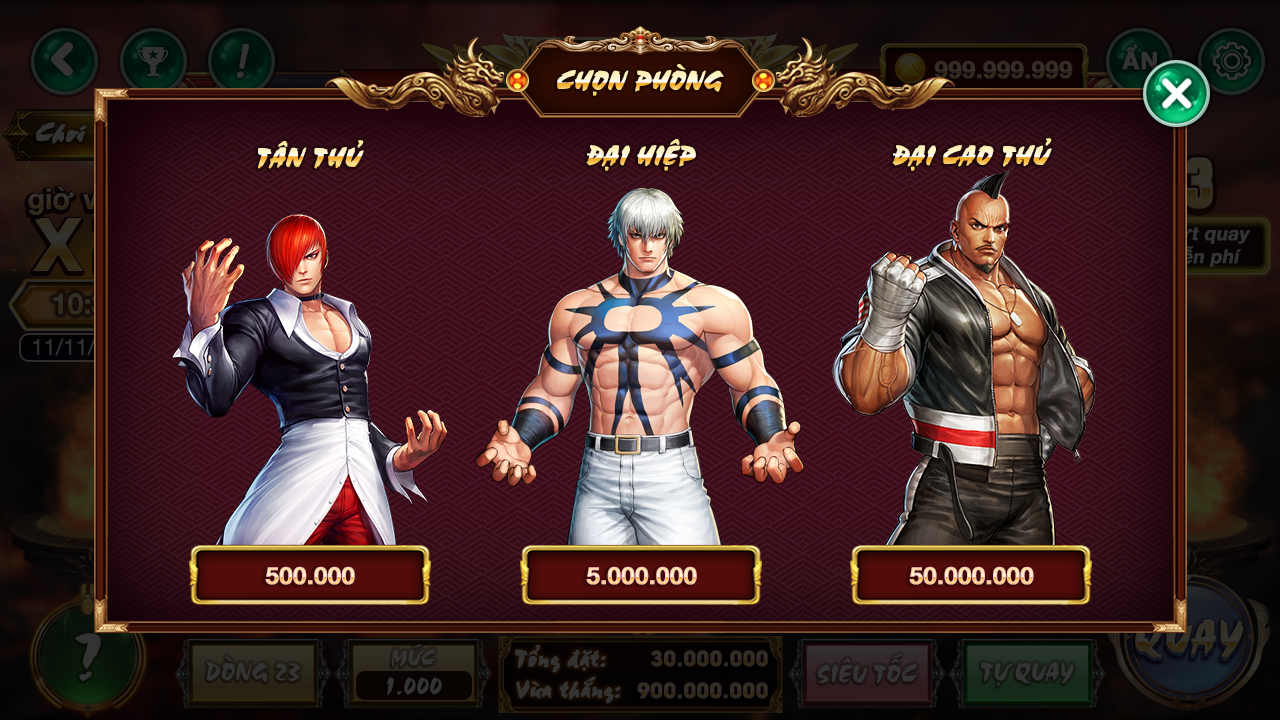 CHỌN PHÒNG
999.999.999
ẨN
Chơi
TÂN THỦ
ĐẠI HIỆP
ĐẠI CAO THỦ
giờ v
X
10:
11/11/
3
rt quay
ễn phí
500.000
5.000.000
50.000.000
?
DÒNG 23
MỨC
1.000
Tổng đặt: 30.000.000
Vừa thắng: 900.000.000
SIÊU TỐC
TỰ QUAY
QUAY